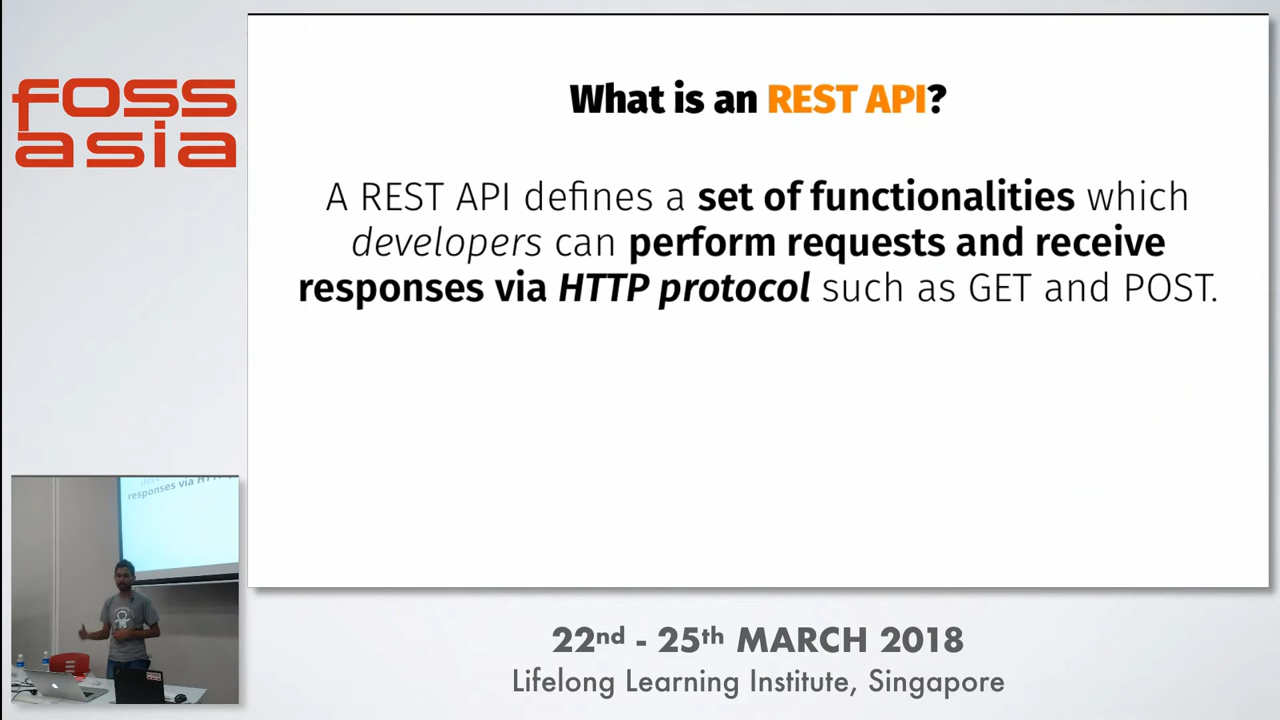 foss
asia
What is an REST API?
A REST API defines a set of functionalities which
developers can perform requests and receive
responses via HTTP protocol such as GET and POST.
responses via HTT
22nd - 25th MARCH 2018
Lifelong Learning Institute, Singapore